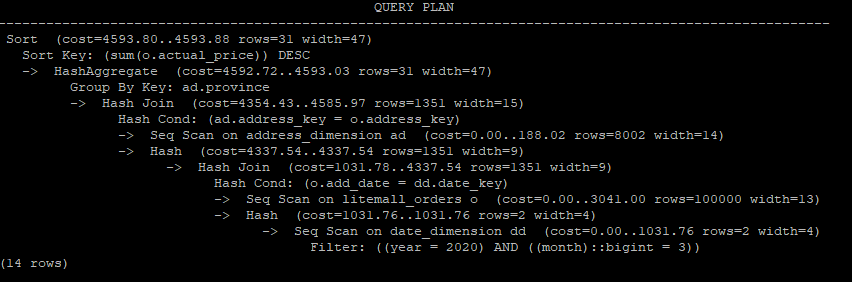 QUERY PLAN
-----------------------------------------------------------------------------------------------------
Sort  (cost=4593.80..4593.88 rows=31 width=47)
  Sort Key: (sum(o.actual_price)) DESC
  ->  HashAggregate  (cost=4592.72..4593.03 rows=31 width=47)
        Group By Key: ad.province
        ->  Hash Join  (cost=4354.43..4585.97 rows=1351 width=15)
              Hash Cond: (ad.address_key = o.address_key)
              ->  Seq Scan on address_dimension ad  (cost=0.00..188.02 rows=8002 width=14)
              ->  Hash  (cost=4337.54..4337.54 rows=1351 width=9)
                    ->  Hash Join  (cost=1031.78..4337.54 rows=1351 width=9)
                          Hash Cond: (o.add_date = dd.date_key)
                          ->  Seq Scan on litemall_orders o  (cost=0.00..3041.00 rows=100000 width=13)
                          ->  Hash  (cost=1031.76..1031.76 rows=2 width=4)
                                ->  Seq Scan on date_dimension dd  (cost=0.00..1031.76 rows=2 width=4)
                                      Filter: ((year = 2020) AND ((month)::bigint = 3))
(14 rows)